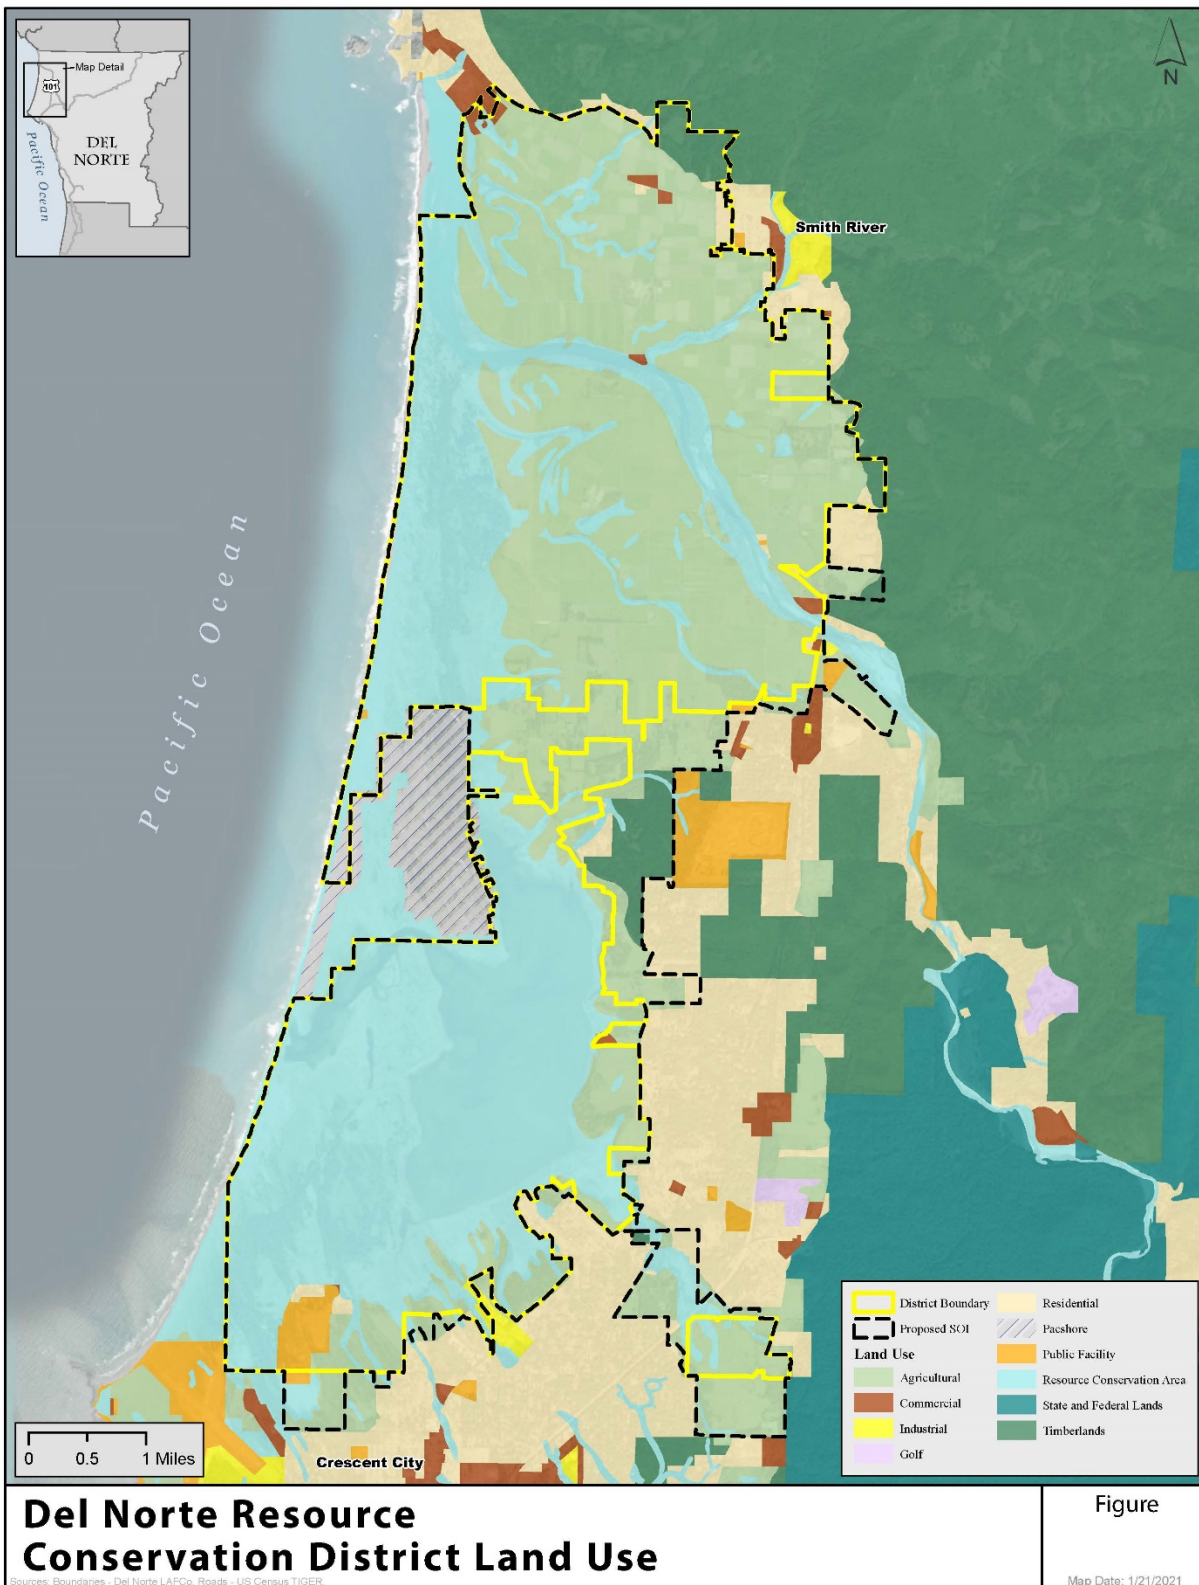 Map Detail
101
DEL
NORTE
Pacific Ocean
N
Smith River
Pacific Ocean
District Boundary
Proposed SOI
Land Use
Agricultural
Commercial
Industrial
Golf
Residential
Pacshore
Public Facility
Resource Conservation Area
State and Federal Lands
Timberlands
0 0.5 1 Miles
Crescent City
Del Norte Resource
Conservation District Land Use
Figure
Sources: Boundaries - Del Norte LAFCo, Roads - US Census TIGER.
Map Date: 1/21/2021